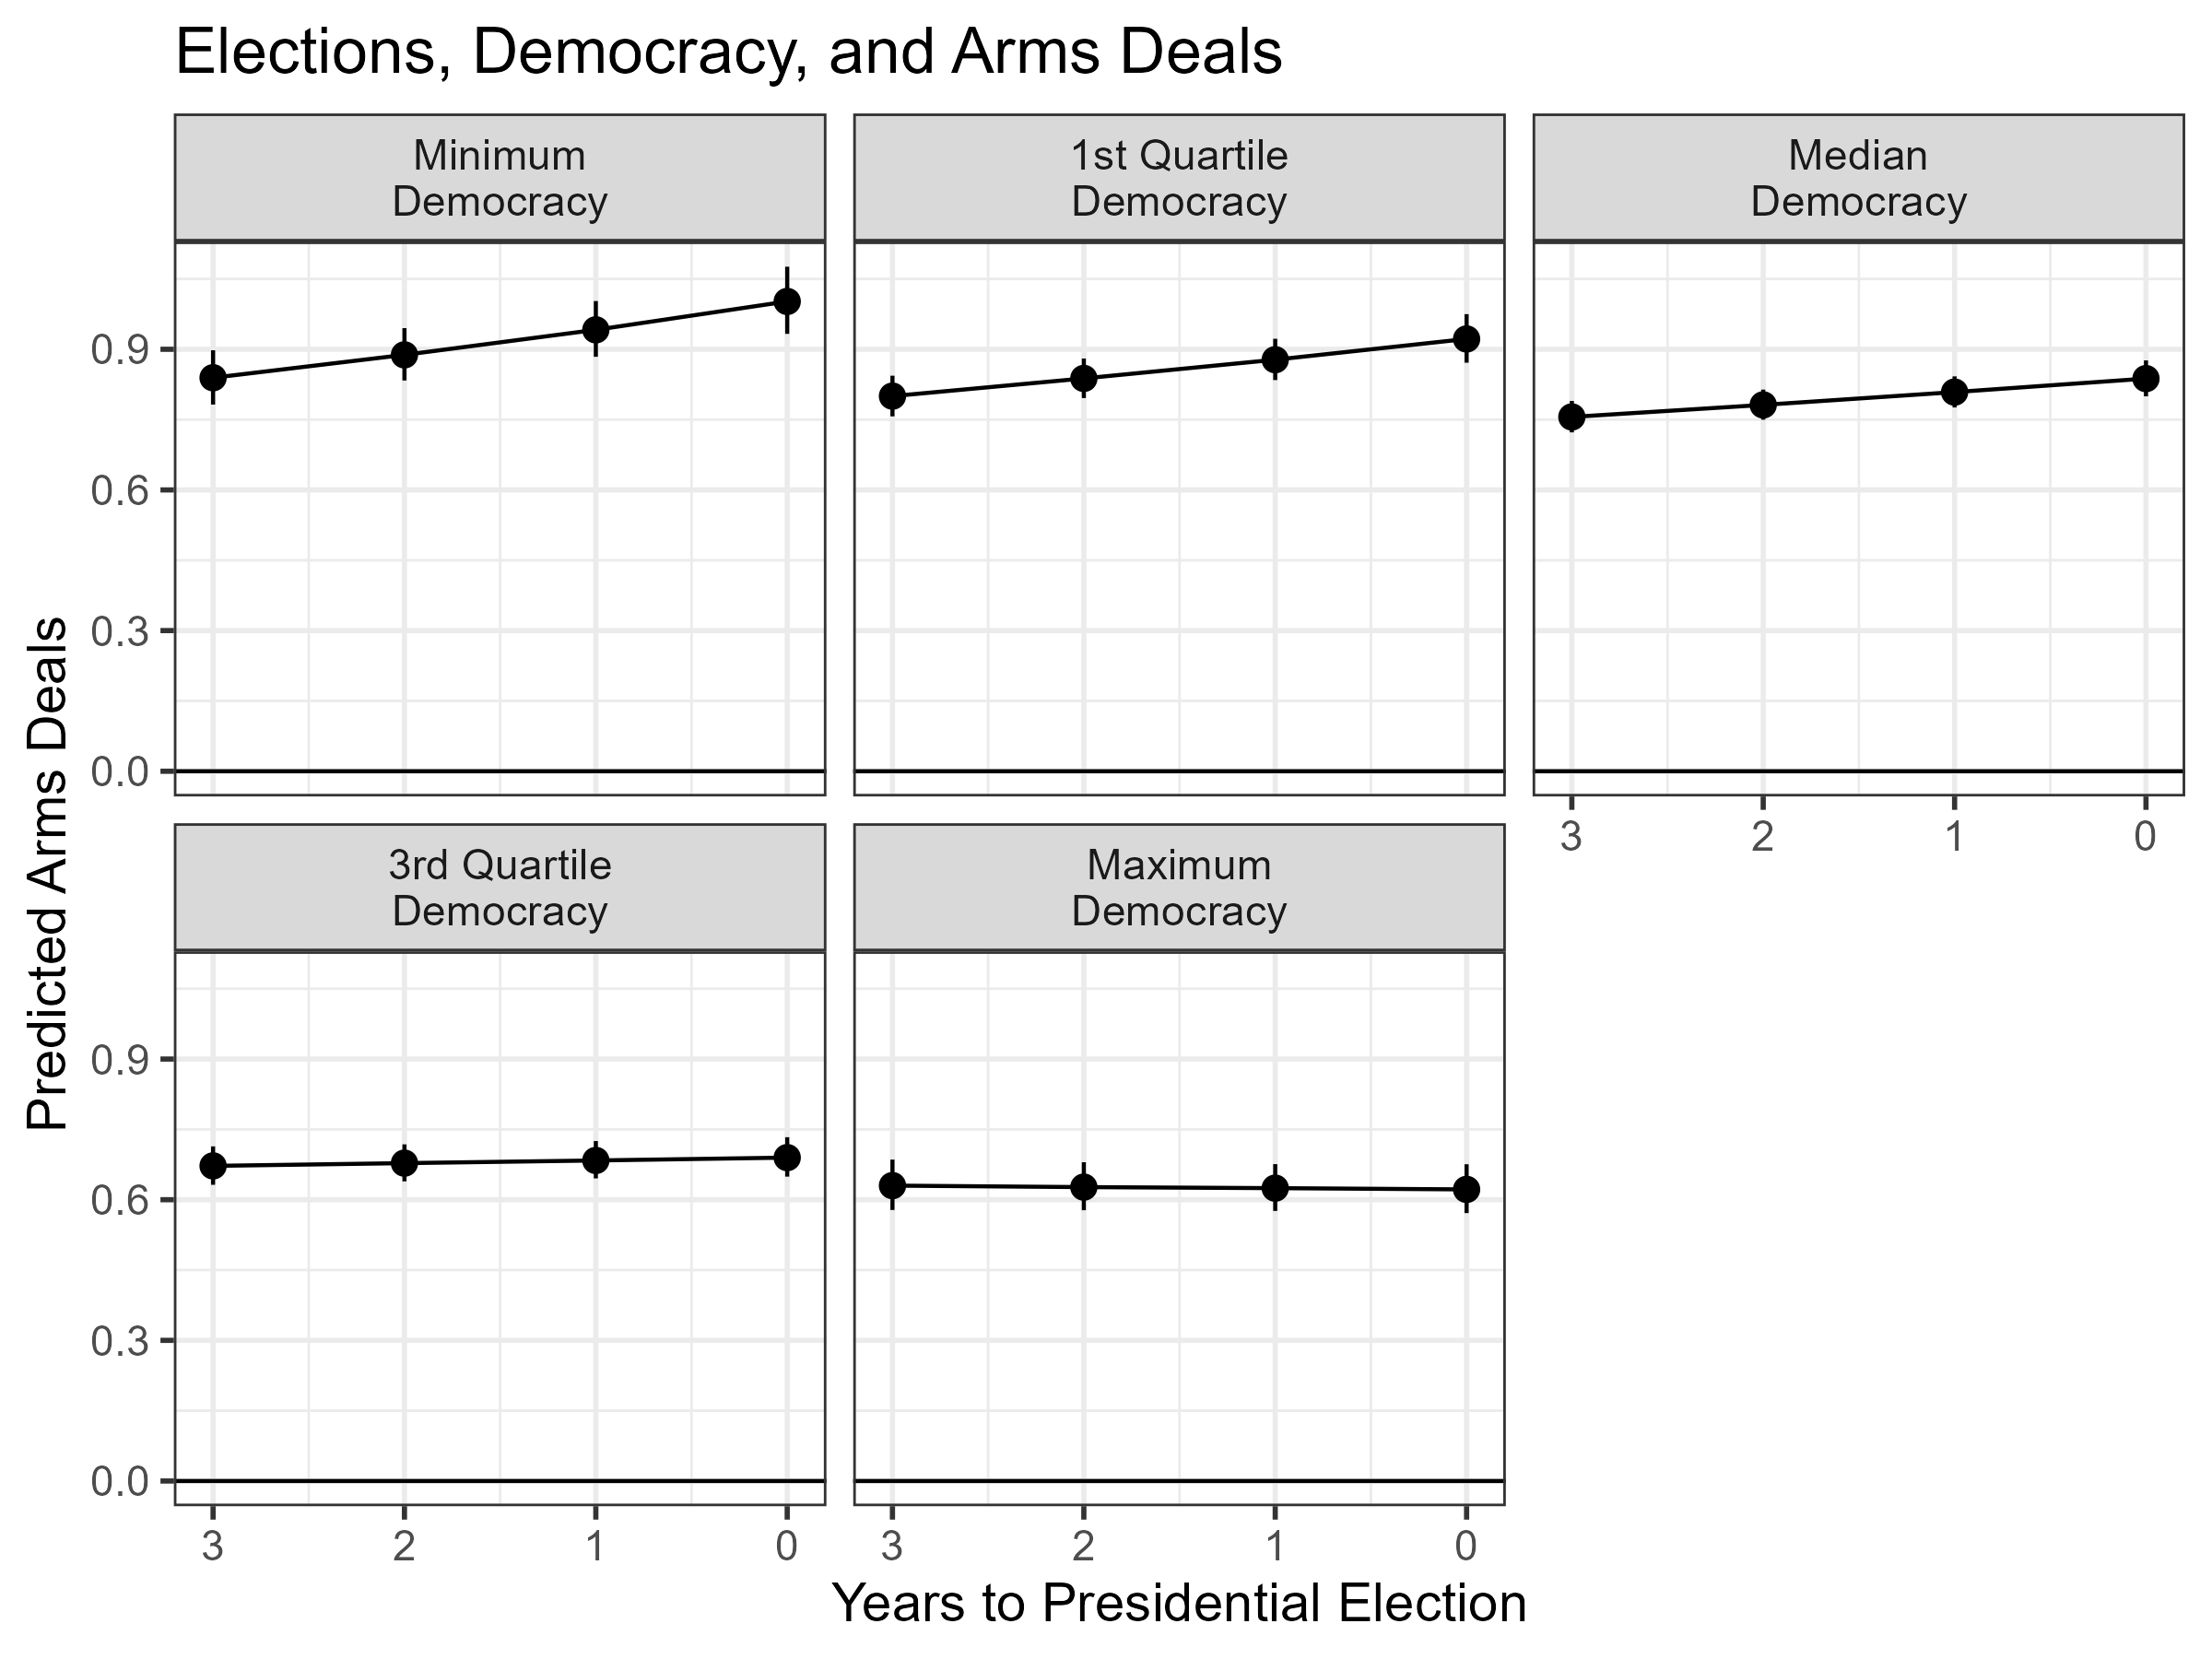 Elections, Democracy, and Arms Deals
Minimum
Democracy
1st Quartile
Democracy
Median
Democracy
0.9
0.6
0.3
0.0
3 2 1 0
3rd Quartile
Democracy
Maximum
Democracy
0.9
0.6
0.3
0.0
3 2 1 0
3 2 1 0
Years to Presidential Election
Predicted Arms Deals